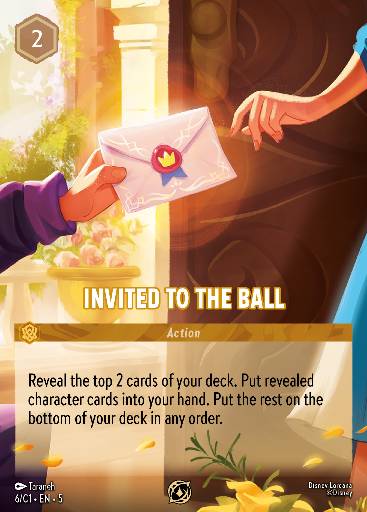 2
INVITED TO THE BALL
Action
Reveal the top 2 cards of your deck. Put revealed
character cards into your hand. Put the rest on the
bottom of your deck in any order.
Taraneh
Disney Lorcana
6/C1 • EN • 5
©Disney